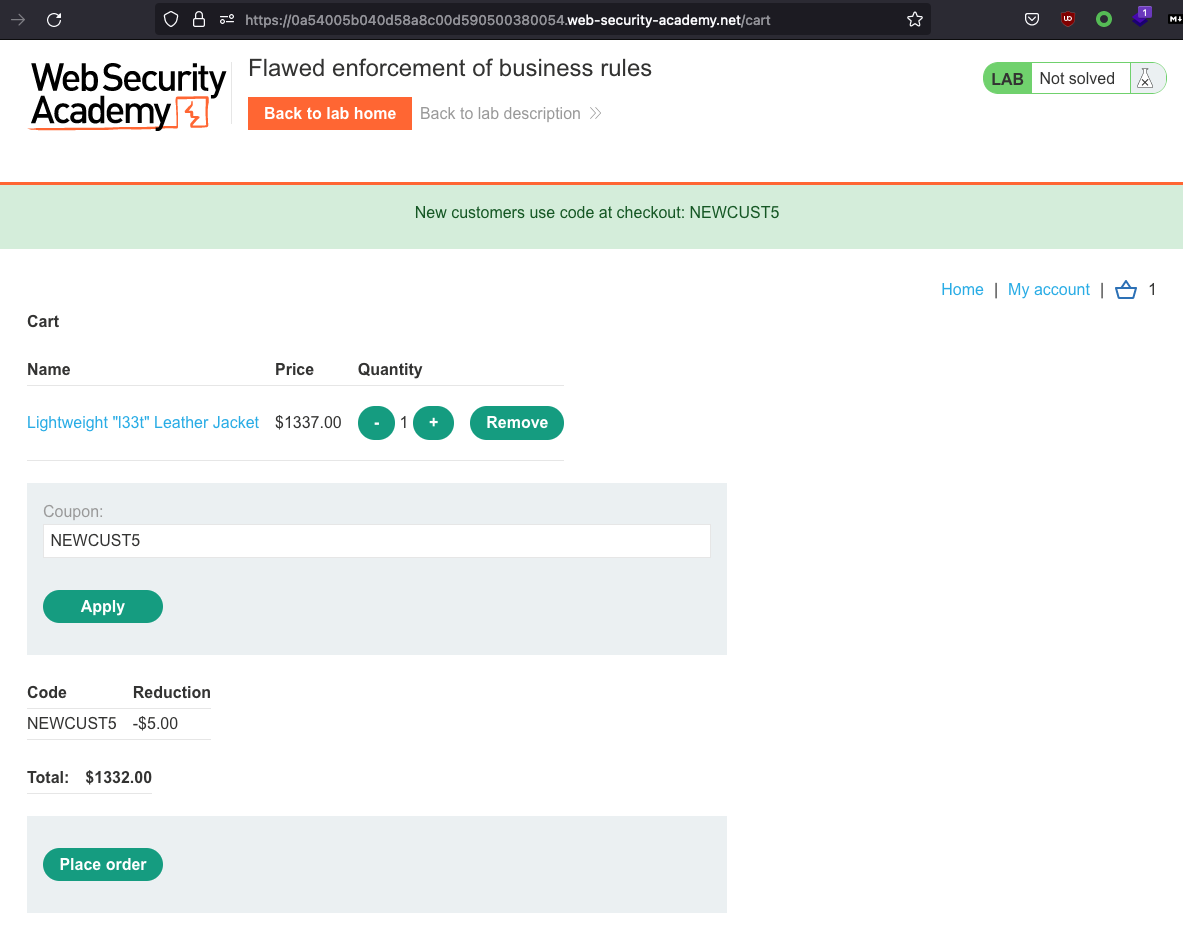 https://0a54005b040d58a8c00d590500380054.web-security-academy.net/cart
1
Web Security
Academy
Flawed enforcement of business rules
Back to lab home
Back to lab description
LAB
Not solved
New customers use code at checkout: NEWCUST5
Home | My account | 1
Cart
Name Price Quantity
Lightweight "l33t" Leather Jacket $1337.00 - 1 + Remove
Coupon:
NEWCUST5
Apply
Code Reduction
NEWCUST5 -$5.00
Total: $1332.00
Place order